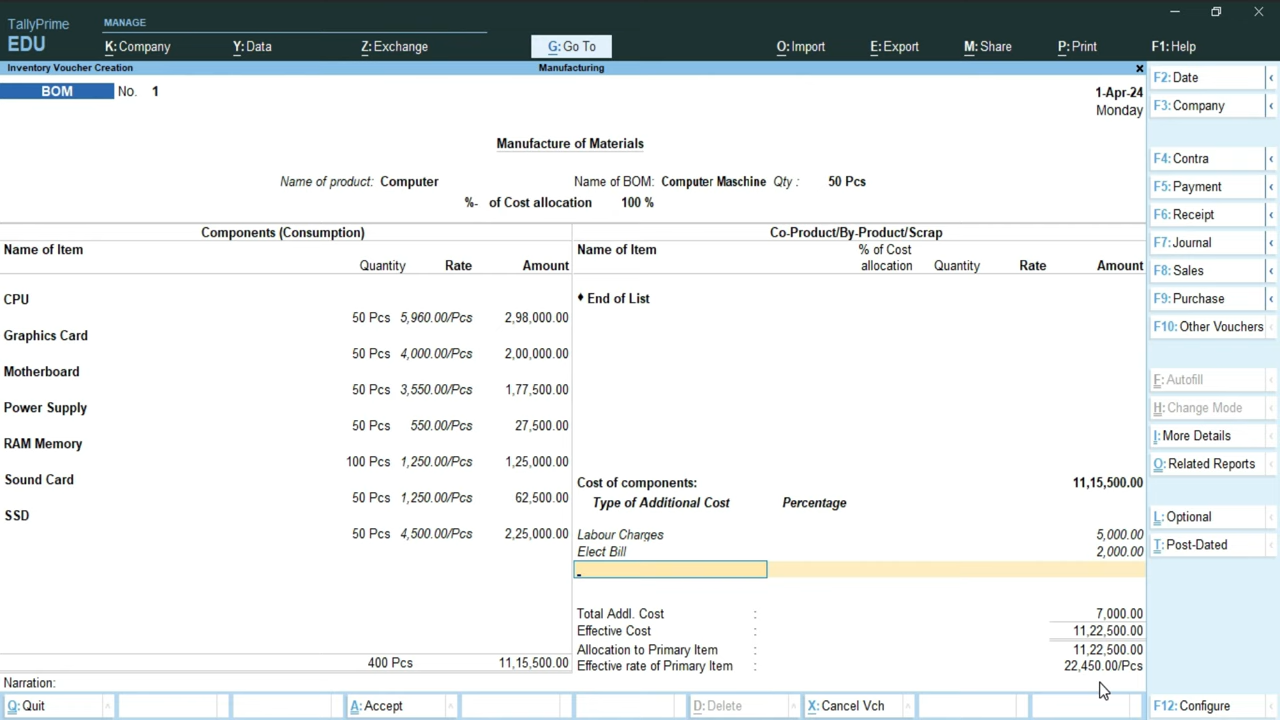 TallyPrime
EDU
MANAGE
K: Company Y: Data Z: Exchange G: Go To O: Import E: Export M: Share P: Print F1: Help
Inventory Voucher Creation Manufacturing x
BOM No. 1 1-Apr-24
Monday
Manufacture of Materials
Name of product: Computer Name of BOM: Computer Maschine Qty : 50 Pcs
%- of Cost allocation 100 %
Components (Consumption) Co-Product/By-Product/Scrap
Name of Item Name of Item % of Cost
Quantity Rate Amount allocation Quantity Rate Amount
CPU ♦ End of List
50 Pcs 5,960.00/Pcs 2,98,000.00
Graphics Card
50 Pcs 4,000.00/Pcs 2,00,000.00
Motherboard
50 Pcs 3,550.00/Pcs 1,77,500.00
Power Supply
50 Pcs 550.00/Pcs 27,500.00
RAM Memory
100 Pcs 1,250.00/Pcs 1,25,000.00
Sound Card
50 Pcs 1,250.00/Pcs 62,500.00
SSD
50 Pcs 4,500.00/Pcs 2,25,000.00
Cost of components: 11,15,500.00
Type of Additional Cost Percentage
Labour Charges 5,000.00
Elect Bill 2,000.00
Total Addl. Cost : 7,000.00
Effective Cost : 11,22,500.00
Allocation to Primary Item : 11,22,500.00
Effective rate of Primary Item : 22,450.00/Pcs
400 Pcs 11,15,500.00
Narration:
Q: Quit A: Accept D: Delete X: Cancel Vch
F2: Date
F3: Company
F4: Contra
F5: Payment
F6: Receipt
F7: Journal
F8: Sales
F9: Purchase
F10: Other Vouchers
F: Autofill
H: Change Mode
I: More Details
O: Related Reports
L: Optional
T: Post-Dated
F12: Configure